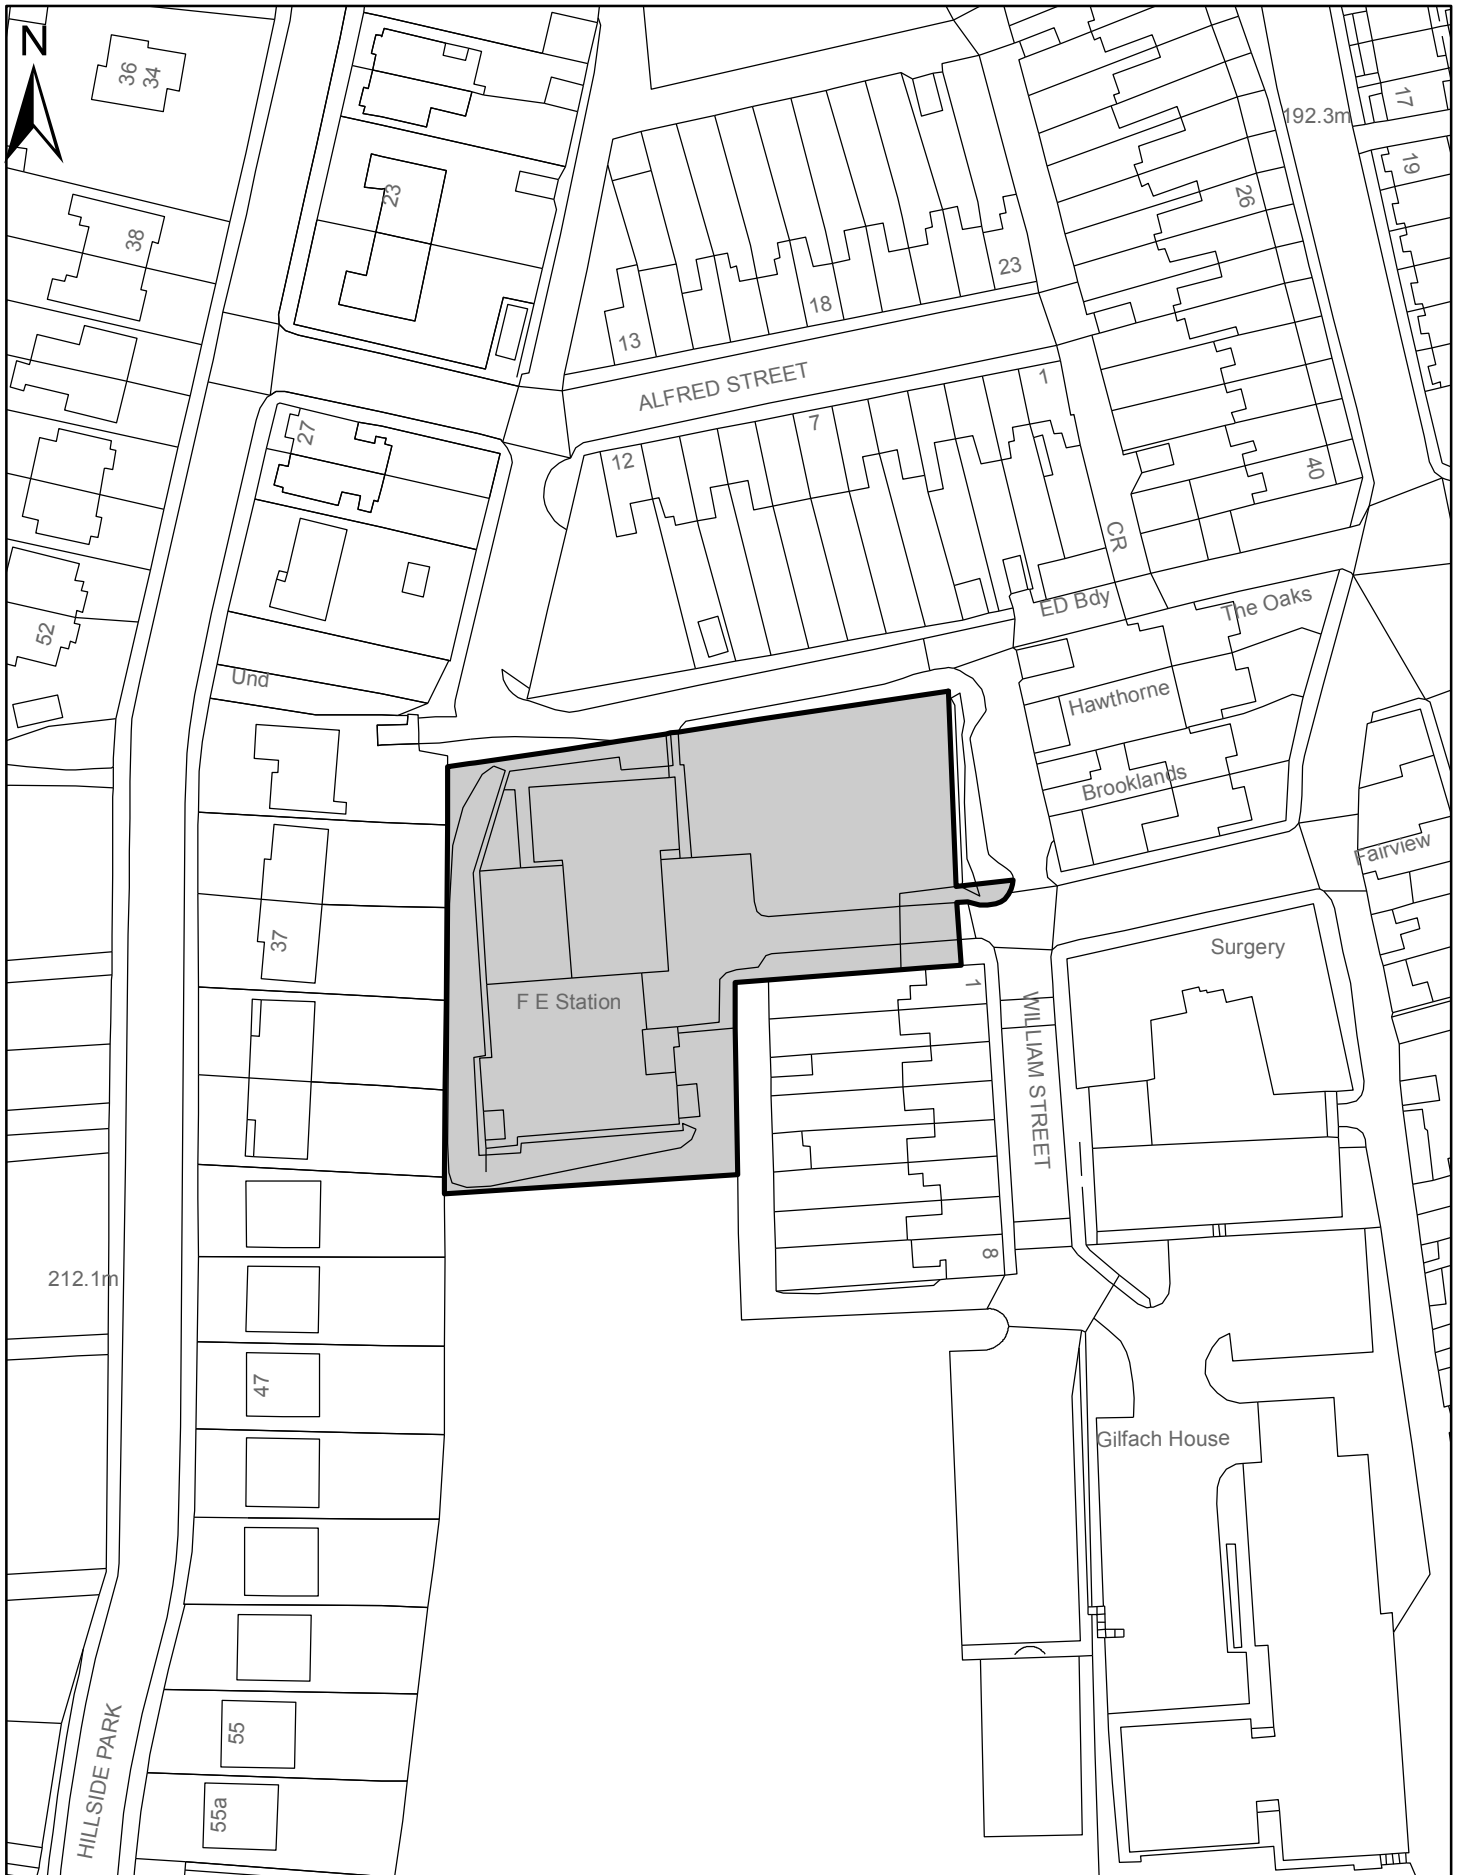 N
36
34
17
192.3m
19
23
26
38
23
18
13
ALFRED STREET
1
7
27
12
40
CR
ED Bdy
The Oaks
52
Und
Hawthorne
Brooklands
Fairview
37
Surgery
1
F E Station
WILLIAM STREET
8
212.1m
47
Gilfach House
55
HILLSIDE PARK
55a